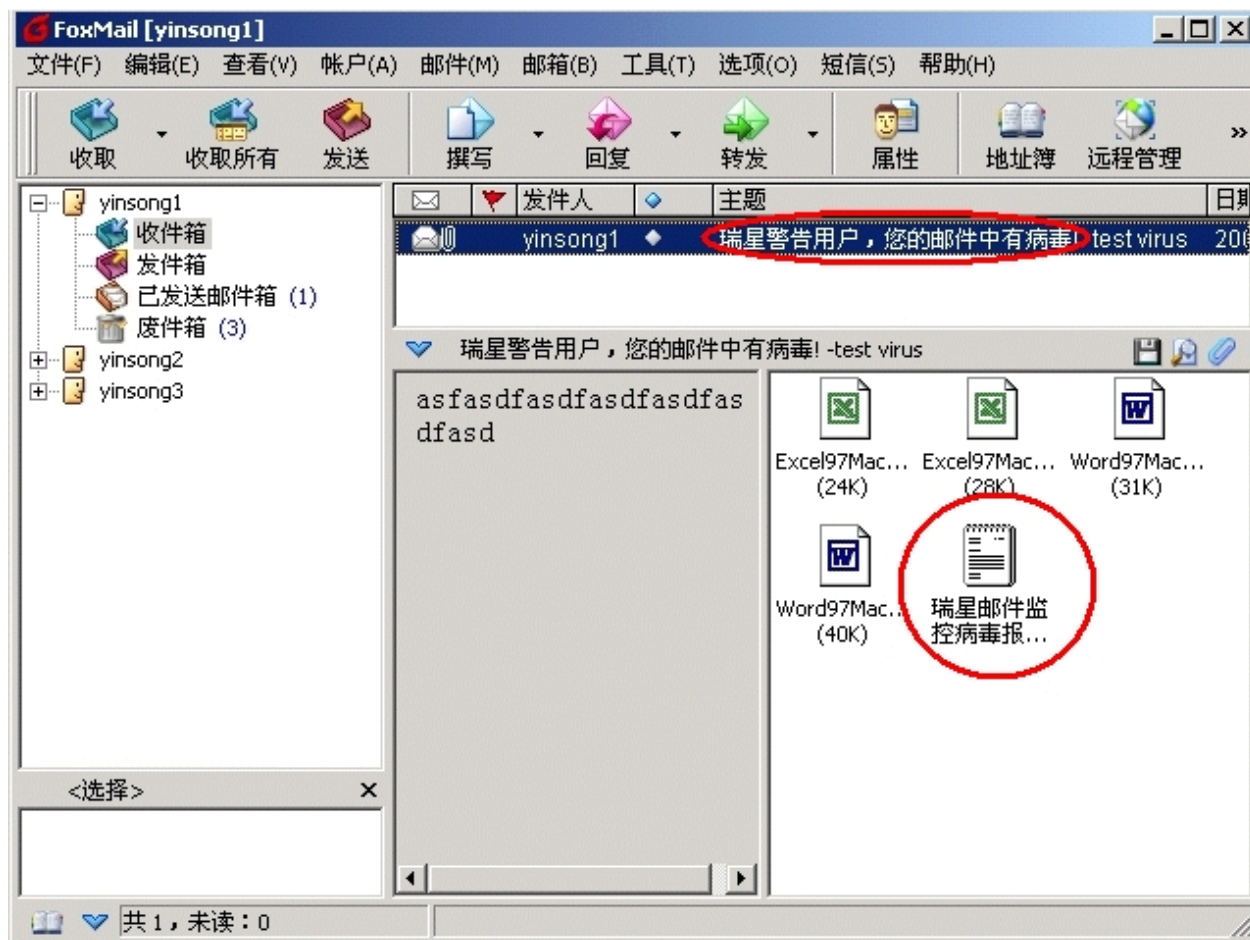 FoxMail [yinsong1]
文件(F) 编辑(E) 查看(V) 帐户(A) 邮件(M) 邮箱(B) 工具(T) 选项(O) 短信(S) 帮助(H)
收取 收取所有 发送 撰写 回复 转发 属性 地址簿 远程管理 »
yinsong1
收件箱
发件箱
已发送邮件箱 (1)
废件箱 (3)
yinsong2
yinsong3
发件人 主题 日期
yinsong1 瑞星警告用户，您的邮件中有病毒! -test virus 200
瑞星警告用户，您的邮件中有病毒! -test virus
asfasdfasdfasdfasdfas
dfasd
Excel97Mac... Excel97Mac... Word97Mac...
(24K) (28K) (31K)
Word97Mac... 瑞星邮件监
(40K) 控病毒报...
<选择>
共 1，未读：0